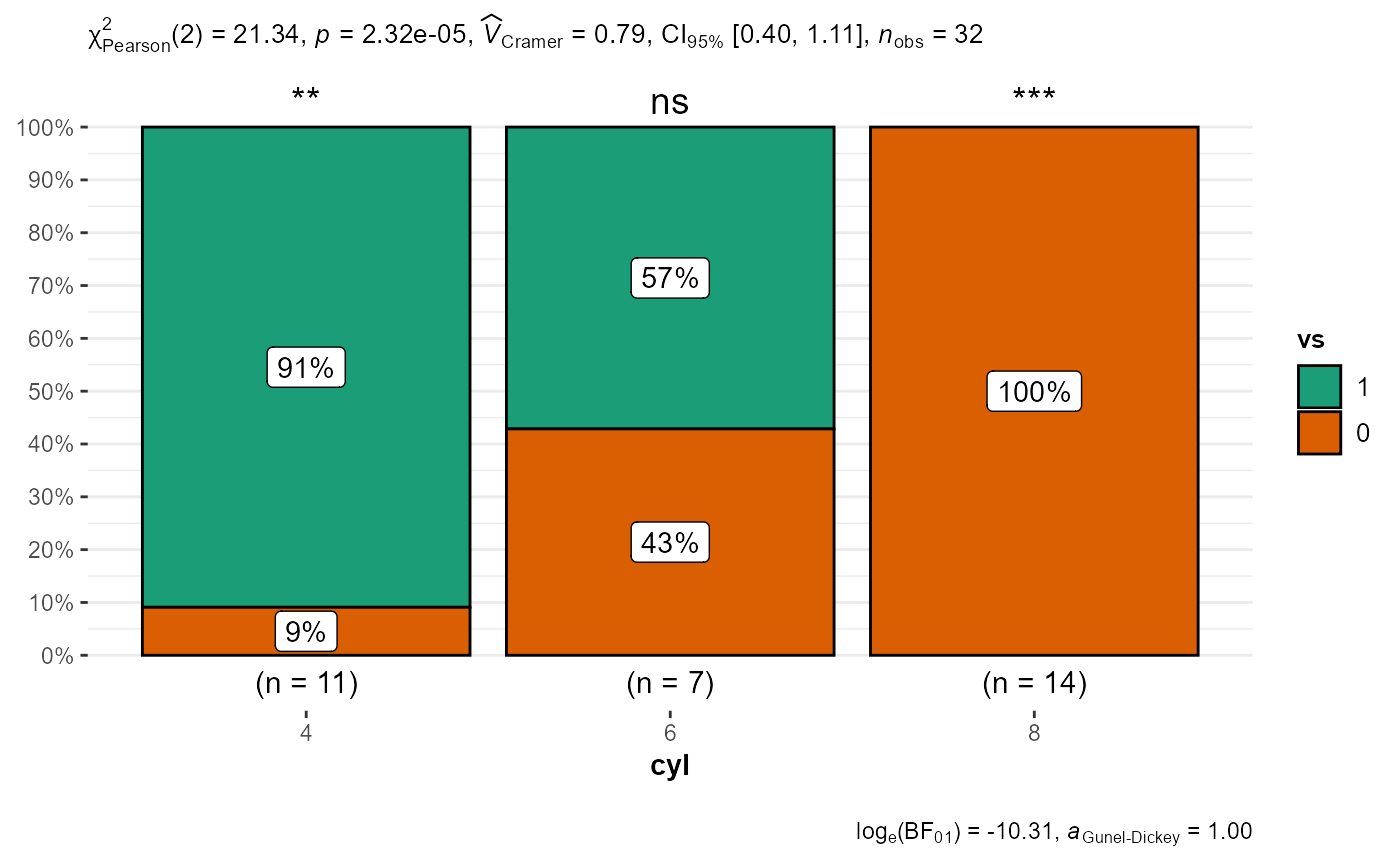 χ²Pearson(2) = 21.34, p = 2.32e-05, V̂Cramer = 0.79, CI95% [0.40, 1.11], nobs = 32
** ns ***
100%
90%
80%
70%
60%
50%
40%
30%
20%
10%
0%
91%
9%
57%
43%
100%
(n = 11) (n = 7) (n = 14)
4 6 8
cyl
vs
1
0
loge(BF01) = -10.31, aGunel-Dickey = 1.00